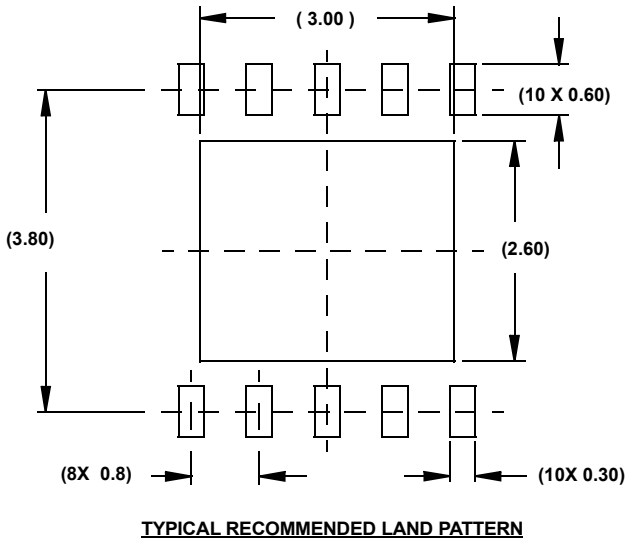 ( 3.00 )
(10 X 0.60)
(3.80)
(2.60)
(8X 0.8)
(10X 0.30)
TYPICAL RECOMMENDED LAND PATTERN